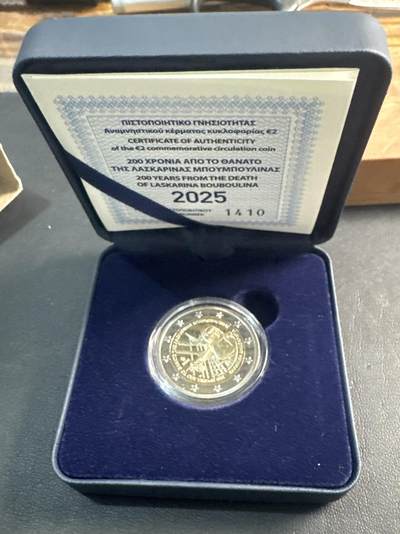 ΠΙΣΤΟΠΟΙΗΤΙΚΟ ΓΝΗΣΙΟΤΗΤΑΣ
Αναμνηστικού κέρματος κυκλοφορίας €2
CERTIFICATE OF AUTHENTICITY
of the €2 commemorative circulation coin
200 ΧΡΟΝΙΑ ΑΠΟ ΤΟ ΘΑΝΑΤΟ
ΤΗΣ ΛΑΣΚΑΡΙΝΑΣ ΜΠΟΥΜΠΟΥΛΙΝΑΣ
200 YEARS FROM THE DEATH
OF LASKARINA BOUBOULINA
2025
1410